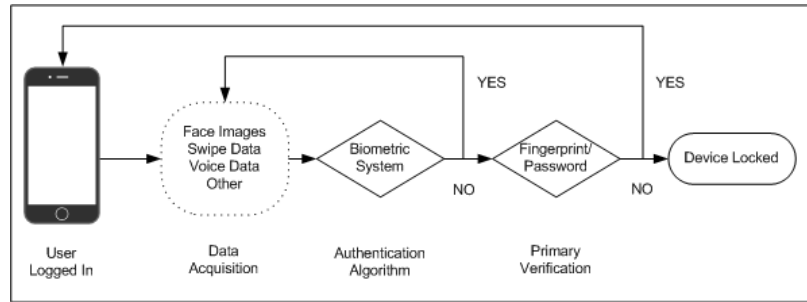 YES
YES
Face Images
Swipe Data
Voice Data
Other
Biometric
System
Fingerprint/
Password
Device Locked
NO
NO
User
Logged In
Data
Acquisition
Authentication
Algorithm
Primary
Verification